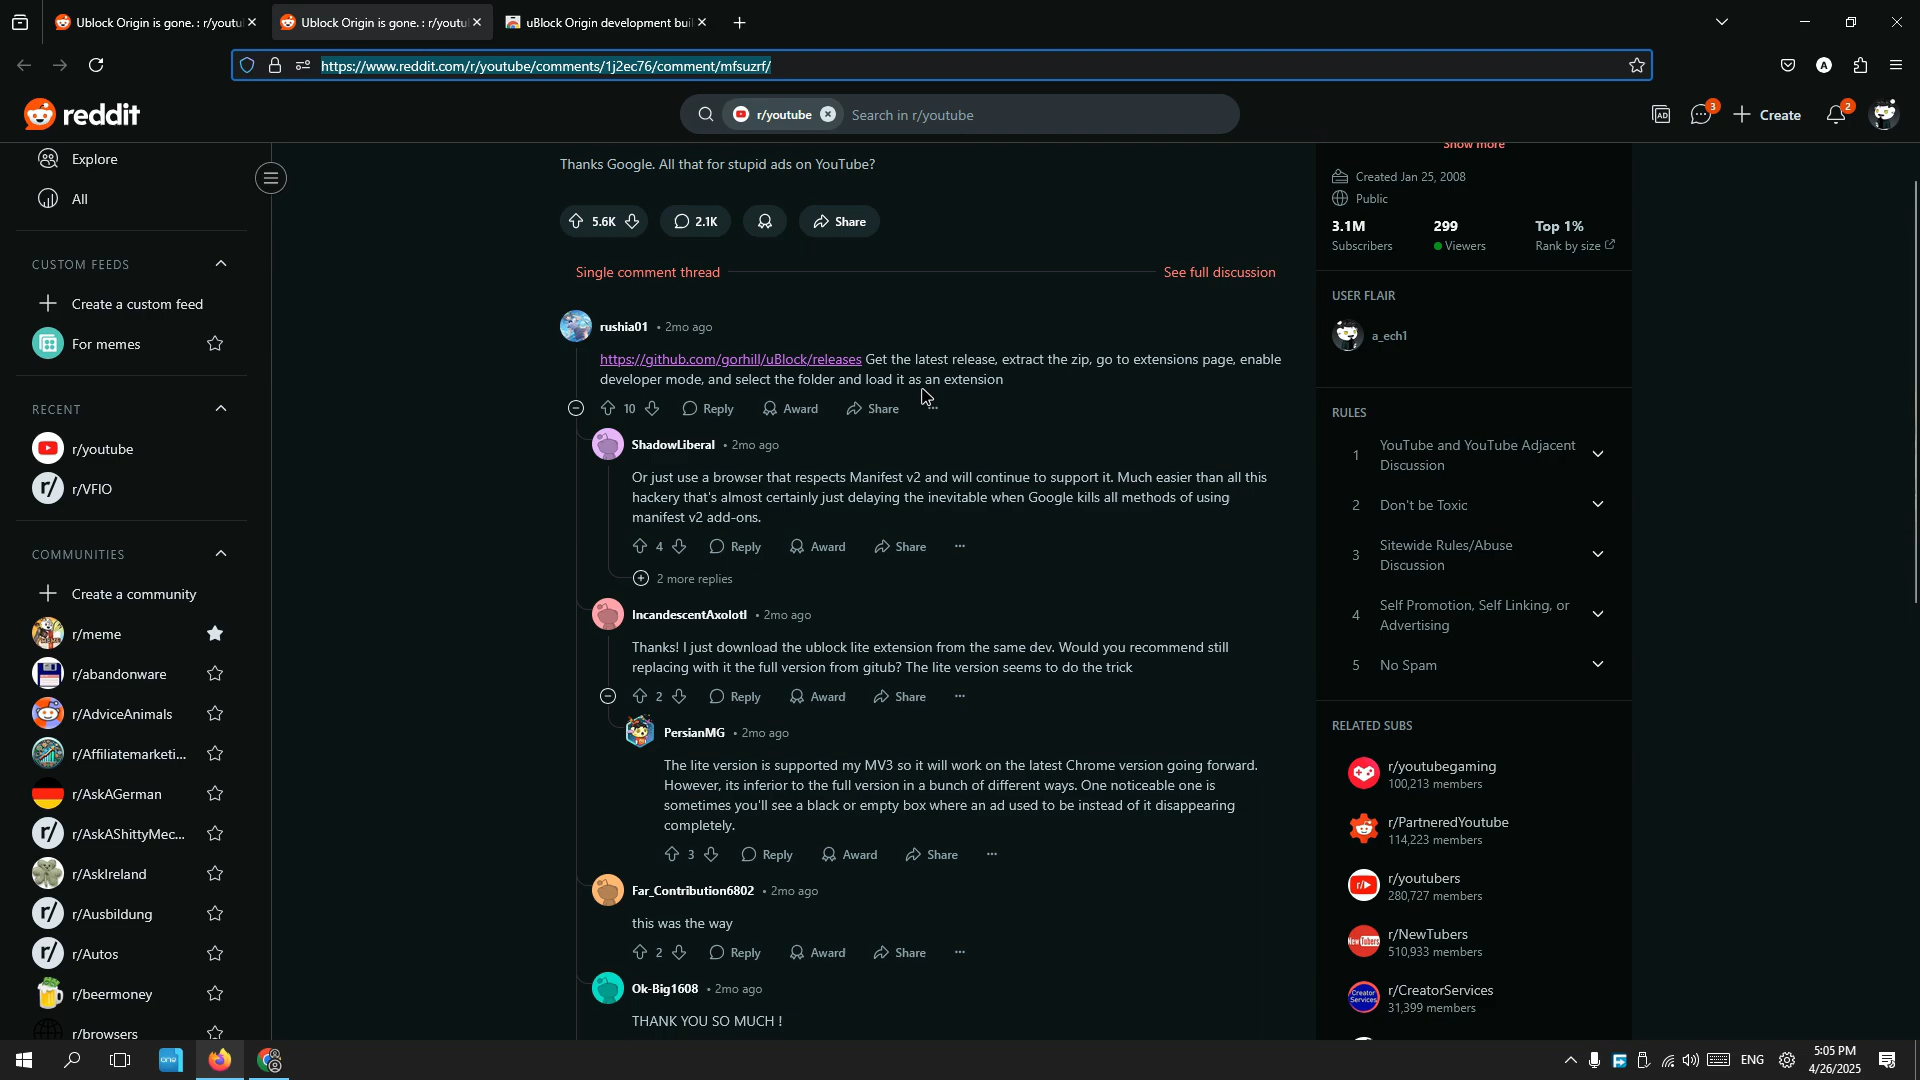 Ublock Origin is gone. : r/youtu
Ublock Origin is gone. : r/youtu
uBlock Origin development bui
https://www.reddit.com/r/youtube/comments/1j2ec76/comment/mfsuzrf/
A
reddit
r/youtube
Search in r/youtube
AD
3
Create
2
Explore
All
CUSTOM FEEDS
Create a custom feed
For memes
RECENT
r/youtube
r/ r/VFIO
COMMUNITIES
Create a community
r/meme
r/abandonware
r/AdviceAnimals
r/Affiliatemarketi...
r/AskAGerman
r/ r/AskAShittyMec...
r/AskIreland
r/ r/Ausbildung
r/ r/Autos
r/beermoney
r/browsers
Thanks Google. All that for stupid ads on YouTube?
5.6K
2.1K
Share
Single comment thread
See full discussion
rushia01 • 2mo ago
https://github.com/gorhill/uBlock/releases Get the latest release, extract the zip, go to extensions page, enable
developer mode, and select the folder and load it as an extension
10 Reply Award Share ...
ShadowLiberal • 2mo ago
Or just use a browser that respects Manifest v2 and will continue to support it. Much easier than all this
hackery that's almost certainly just delaying the inevitable when Google kills all methods of using
manifest v2 add-ons.
4 Reply Award Share ...
2 more replies
IncandescentAxolotl • 2mo ago
Thanks! I just download the ublock lite extension from the same dev. Would you recommend still
replacing with it the full version from gitub? The lite version seems to do the trick
2 Reply Award Share ...
PersianMG • 2mo ago
The lite version is supported my MV3 so it will work on the latest Chrome version going forward.
However, its inferior to the full version in a bunch of different ways. One noticeable one is
sometimes you'll see a black or empty box where an ad used to be instead of it disappearing
completely.
3 Reply Award Share ...
Far_Contribution6802 • 2mo ago
this was the way
2 Reply Award Share ...
Ok-Big1608 • 2mo ago
THANK YOU SO MUCH !
Show more
Created Jan 25, 2008
Public
3.1M 299 Top 1%
Subscribers Viewers Rank by size
USER FLAIR
a_ech1
RULES
1 YouTube and YouTube Adjacent
Discussion
2 Don't be Toxic
3 Sitewide Rules/Abuse
Discussion
4 Self Promotion, Self Linking, or
Advertising
5 No Spam
RELATED SUBS
r/youtubegaming
100,213 members
r/PartneredYoutube
114,223 members
r/youtubers
280,727 members
r/NewTubers
510,933 members
r/CreatorServices
31,399 members
one
ENG
5:05 PM
4/26/2025